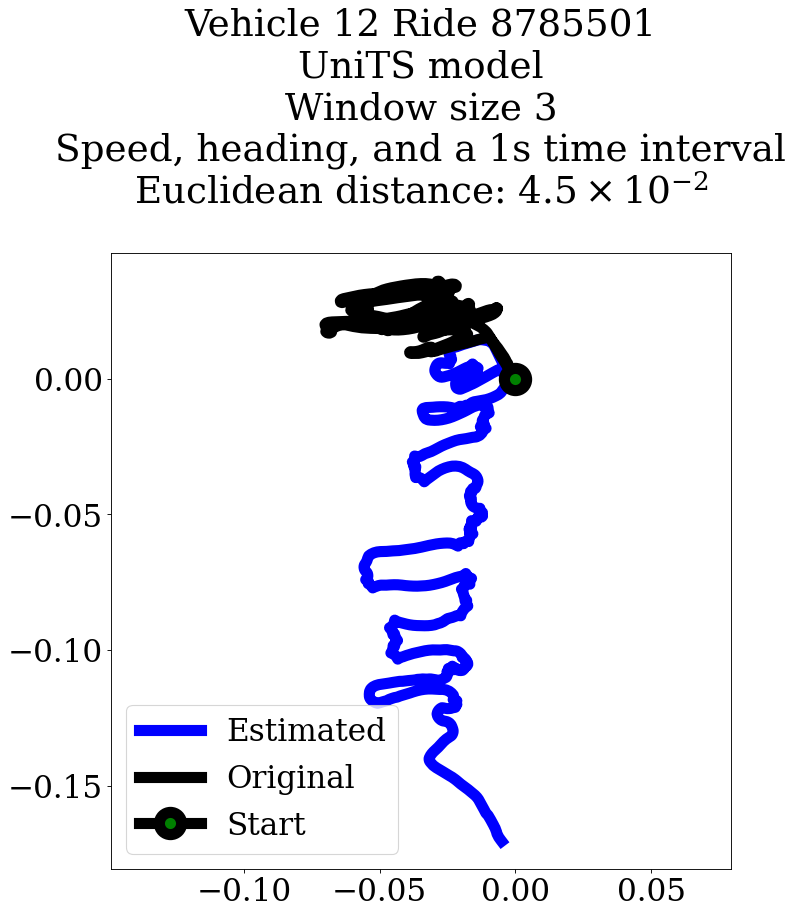 Vehicle 12 Ride 8785501
UniTS model
Window size 3
Speed, heading, and a 1s time interval
Euclidean distance: 4.5 × 10⁻²
0.00
−0.05
−0.10
−0.15
Estimated
Original
Start
−0.10 −0.05 0.00 0.05